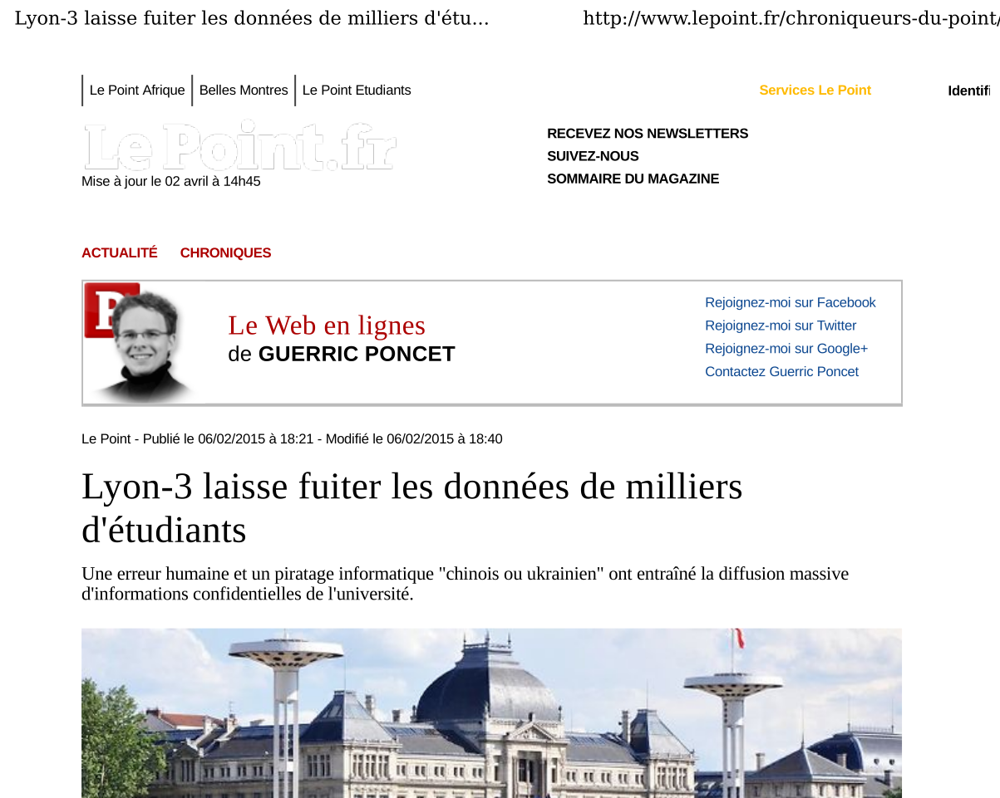 Lyon-3 laisse fuiter les données de milliers d'étu... http://www.lepoint.fr/chroniqueurs-du-point/
Le Point Afrique Belles Montres Le Point Etudiants Services Le Point Identifi
Le Point.fr
Mise à jour le 02 avril à 14h45
RECEVEZ NOS NEWSLETTERS
SUIVEZ-NOUS
SOMMAIRE DU MAGAZINE
ACTUALITÉ CHRONIQUES
Le Web en lignes
de GUERRIC PONCET
Rejoignez-moi sur Facebook
Rejoignez-moi sur Twitter
Rejoignez-moi sur Google+
Contactez Guerric Poncet
Le Point - Publié le 06/02/2015 à 18:21 - Modifié le 06/02/2015 à 18:40
Lyon-3 laisse fuiter les données de milliers
d'étudiants
Une erreur humaine et un piratage informatique "chinois ou ukrainien" ont entraîné la diffusion massive
d'informations confidentielles de l'université.